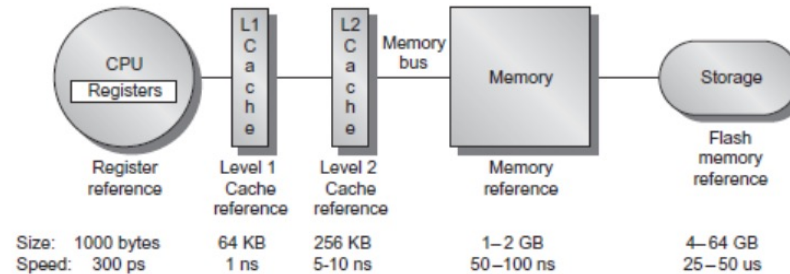 CPU
Registers
L1
C
a
c
h
e
L2
C
a
c
h
e
Memory
bus
Memory
Storage
Register
reference
Level 1
Cache
reference
Level 2
Cache
reference
Memory
reference
Flash
memory
reference
Size: 1000 bytes 64 KB 256 KB 1–2 GB 4–64 GB
Speed: 300 ps 1 ns 5-10 ns 50–100 ns 25–50 us